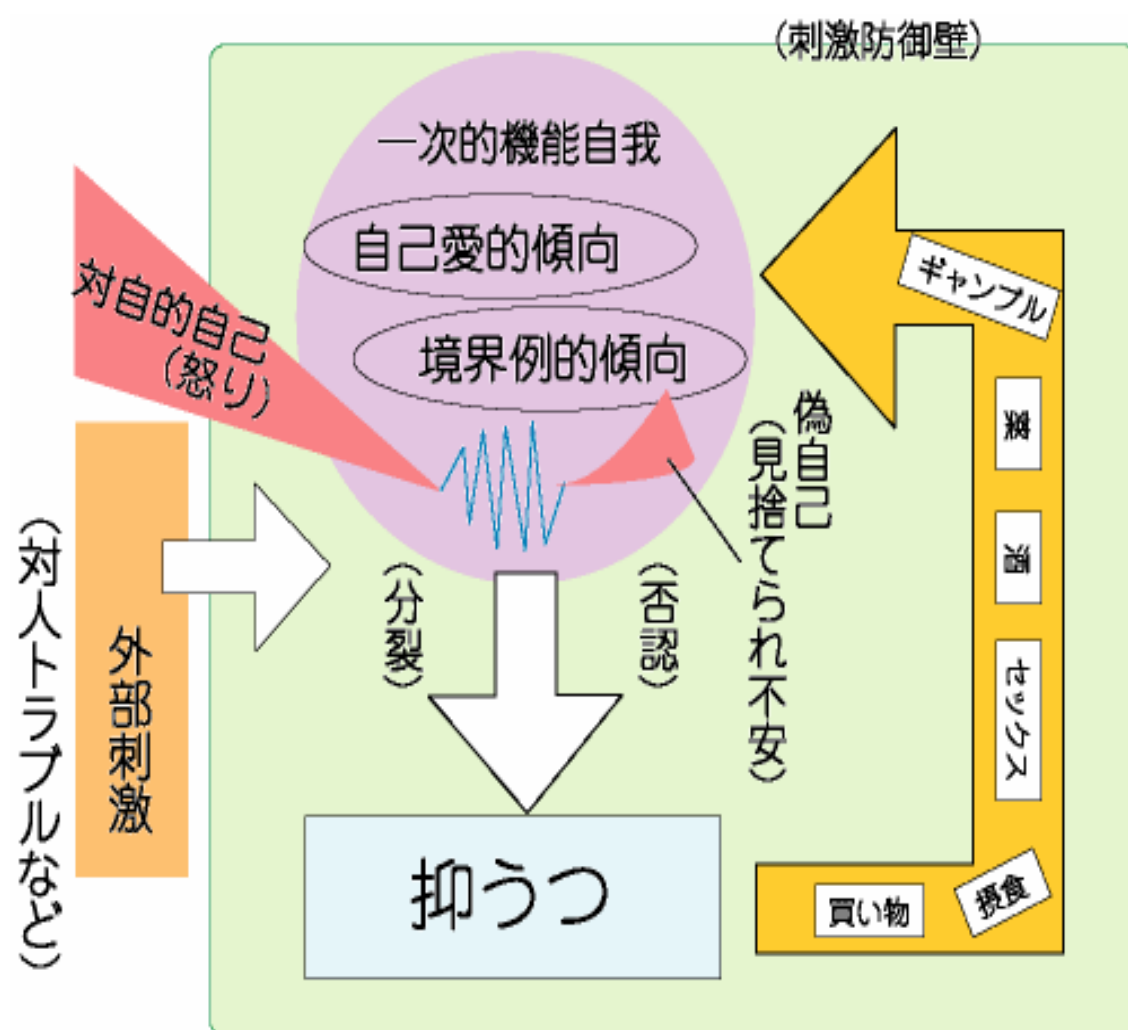 (刺激防御壁)
一次的機能自我
自己愛的傾向
境界例的傾向
対自的自己
(怒り)
偽自己
(見捨てられ不安)
(分裂)
(否認)
外部刺激
(対人トラブルなど)
抑うつ
ギャンブル
薬
酒
セックス
摂食
買い物